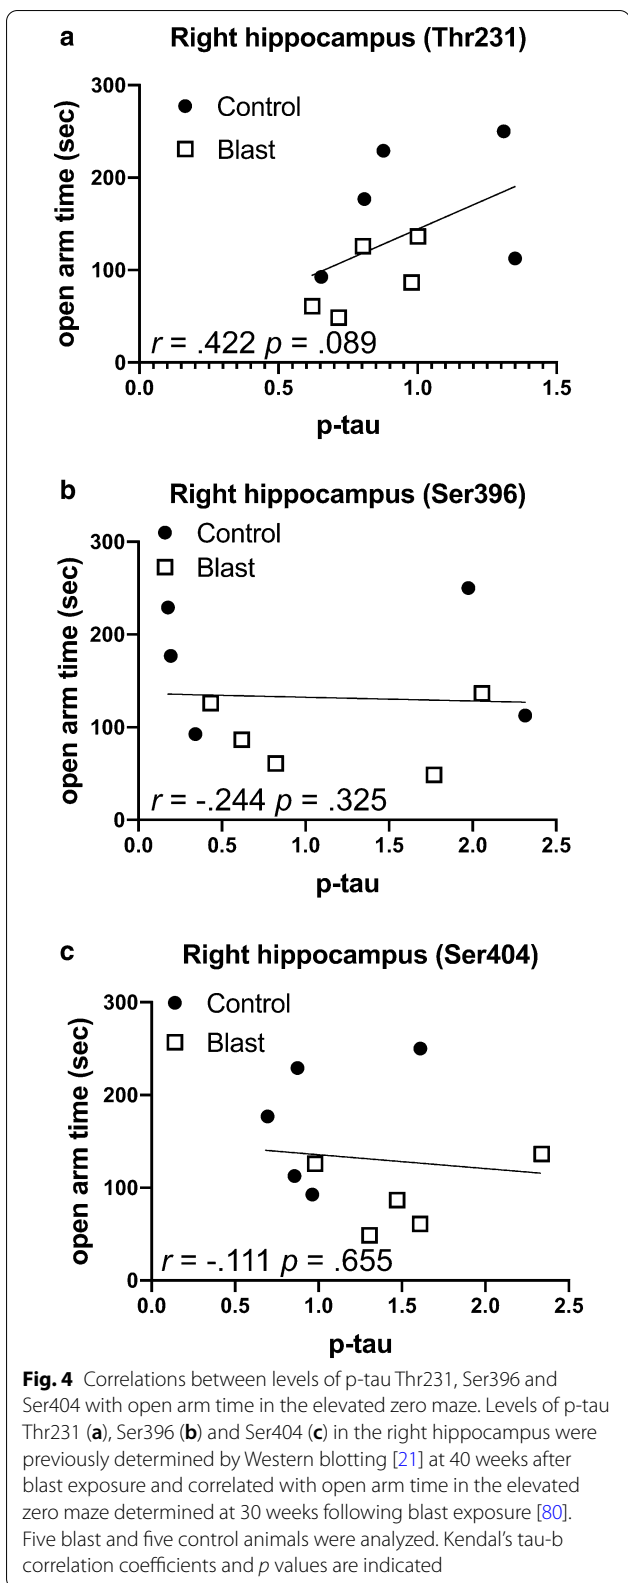 a
Right hippocampus (Thr231)
300
200
100
0
open arm time (sec)
Control
Blast
r = .422 p = .089
0.0 0.5 1.0 1.5
p-tau
b
Right hippocampus (Ser396)
300
200
100
0
open arm time (sec)
Control
Blast
r = -.244 p = .325
0.0 0.5 1.0 1.5 2.0 2.5
p-tau
c
Right hippocampus (Ser404)
300
200
100
0
open arm time (sec)
Control
Blast
r = -.111 p = .655
0.0 0.5 1.0 1.5 2.0 2.5
p-tau
Fig. 4 Correlations between levels of p-tau Thr231, Ser396 and
Ser404 with open arm time in the elevated zero maze. Levels of p-tau
Thr231 (a), Ser396 (b) and Ser404 (c) in the right hippocampus were
previously determined by Western blotting [21] at 40 weeks after
blast exposure and correlated with open arm time in the elevated
zero maze determined at 30 weeks following blast exposure [80].
Five blast and five control animals were analyzed. Kendal's tau-b
correlation coefficients and p values are indicated